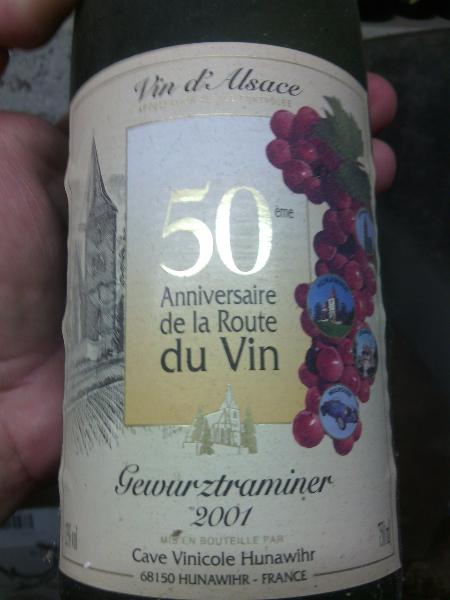 Vin d'Alsace
50
ème
Anniversaire
de la Route
du Vin
Gewurztraminer
2001
MIS EN BOUTEILLE PAR
Cave Vinicole Hunawihr
68150 HUNAWIHR - FRANCE